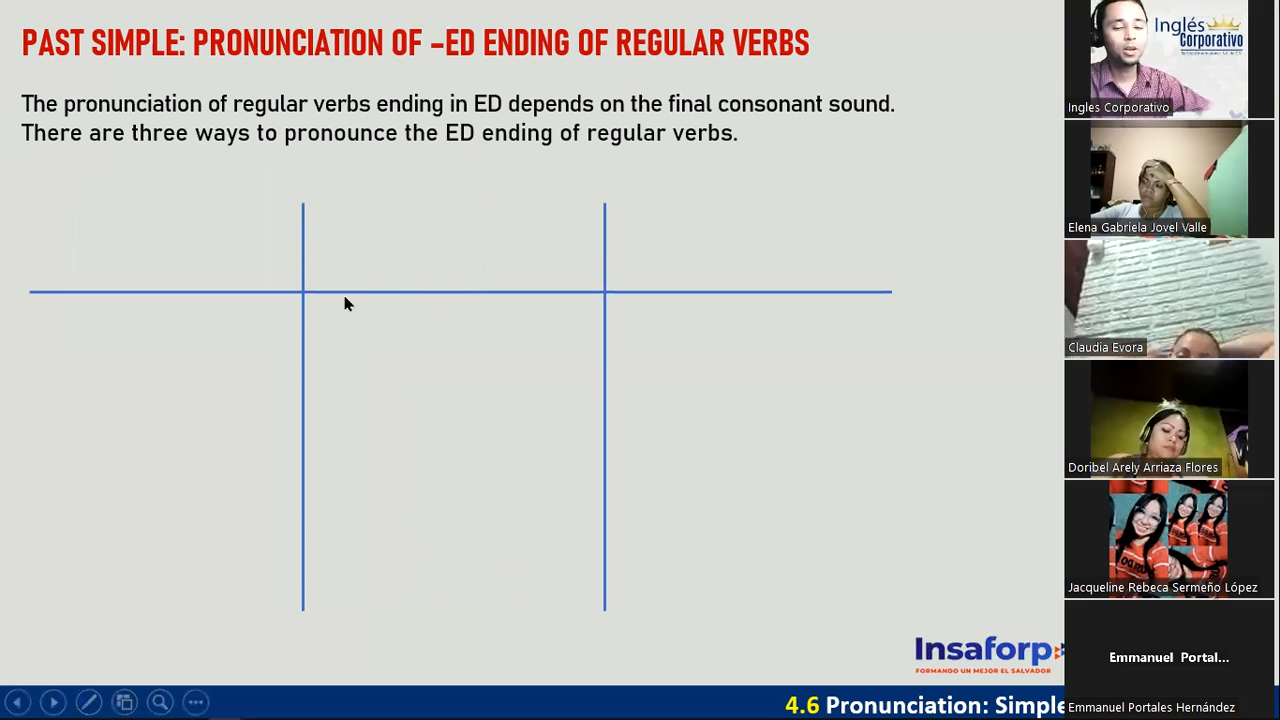 PAST SIMPLE: PRONUNCIATION OF -ED ENDING OF REGULAR VERBS
The pronunciation of regular verbs ending in ED depends on the final consonant sound.
There are three ways to pronounce the ED ending of regular verbs.
Insaforp
FORMANDO UN MEJOR EL SALVADOR
4.6 Pronunciation: Simple
Inglés
Corporativo
Ingles Corporativo
Elena Gabriela Jovel Valle
Claudia Evora
Doribel Arely Arriaza Flores
Jacqueline Rebeca Sermeño López
Emmanuel Portal...
Emmanuel Portales Hernández